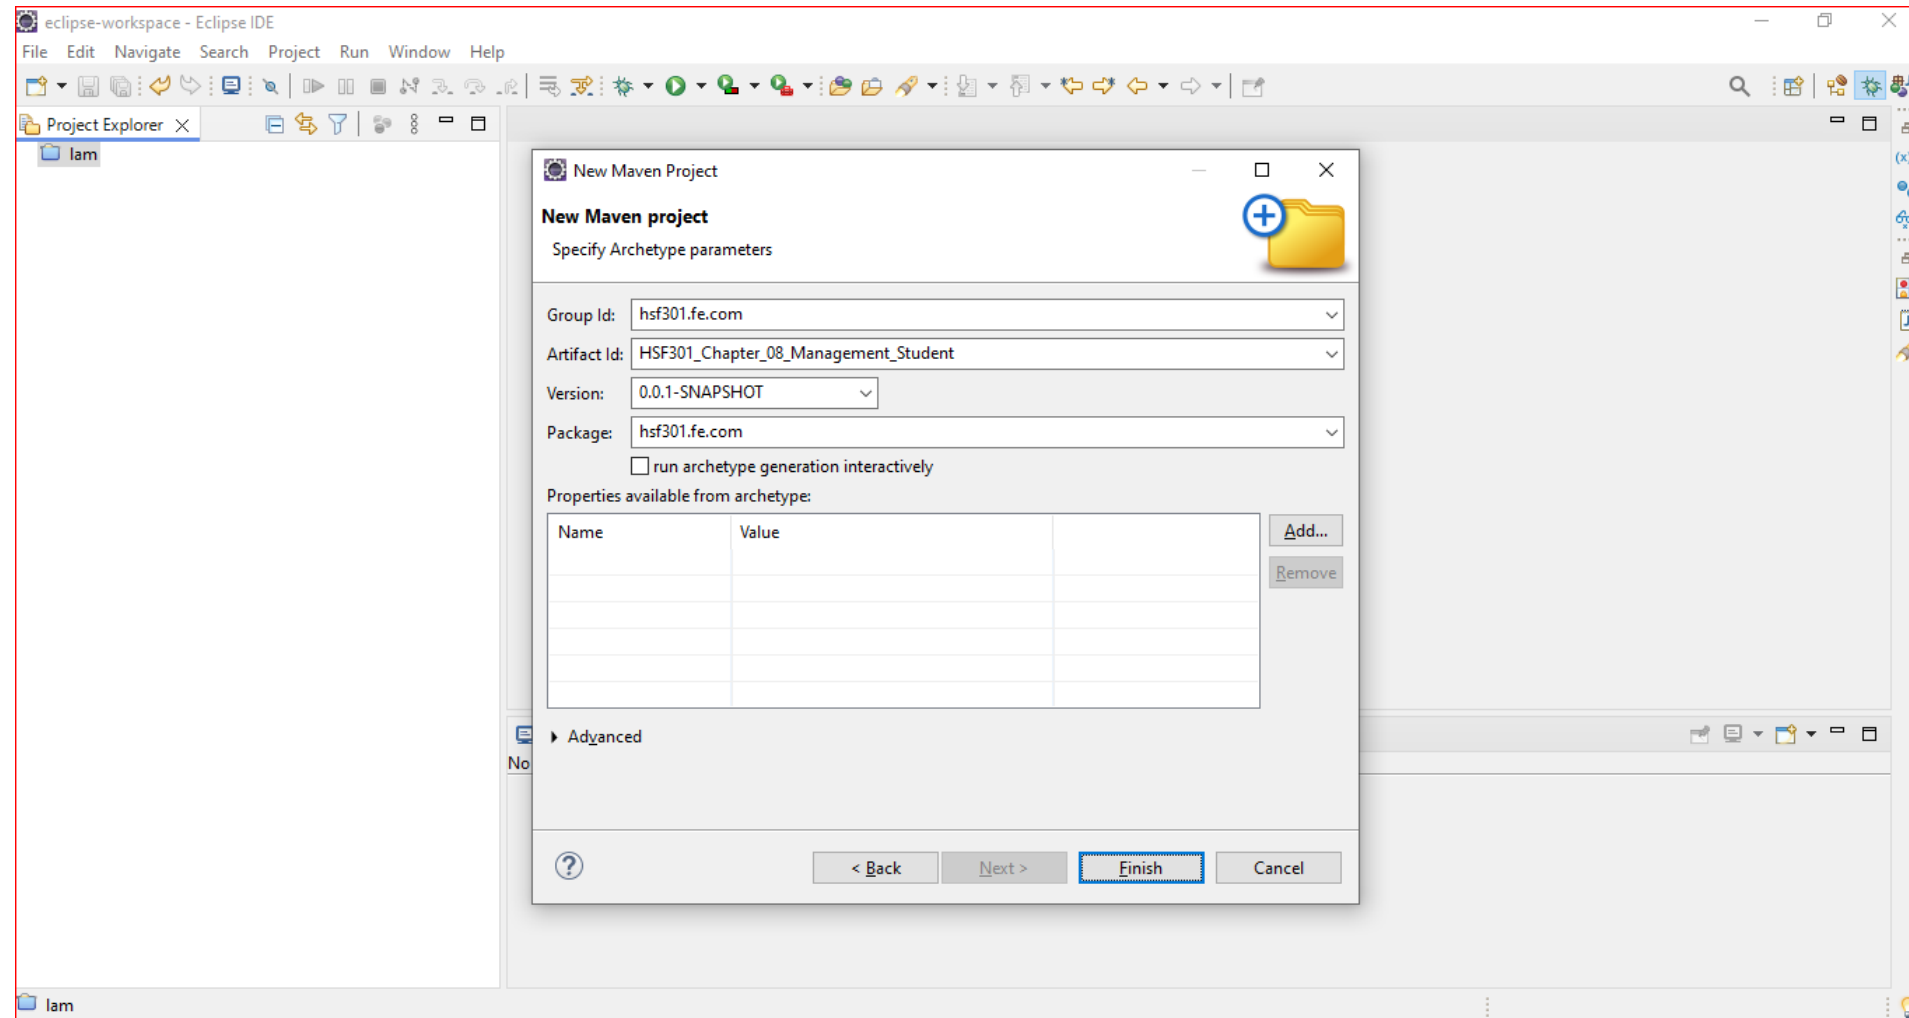 eclipse-workspace - Eclipse IDE
File Edit Navigate Search Project Run Window Help
Project Explorer
lam
New Maven Project
New Maven project
Specify Archetype parameters
Group Id: hsf301.fe.com
Artifact Id: HSF301_Chapter_08_Management_Student
Version: 0.0.1-SNAPSHOT
Package: hsf301.fe.com
run archetype generation interactively
Properties available from archetype:
Name Value
Add...
Remove
Advanced
No
< Back Next > Finish Cancel
lam